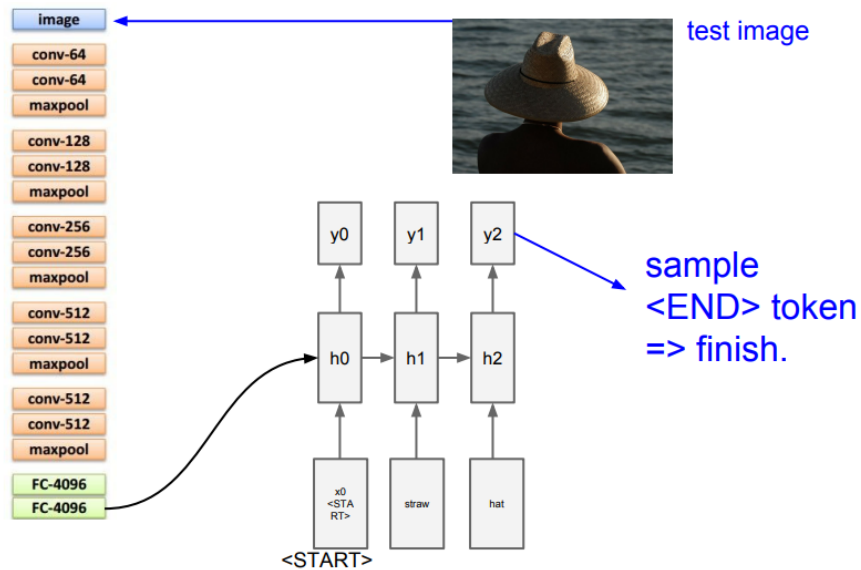 image
test image
conv-64
conv-64
maxpool
conv-128
conv-128
maxpool
conv-256
conv-256
maxpool
conv-512
conv-512
maxpool
conv-512
conv-512
maxpool
FC-4096
FC-4096
y0
y1
y2
sample
<END> token
=> finish.
h0
h1
h2
x0
<STA
RT>
straw
hat
<START>